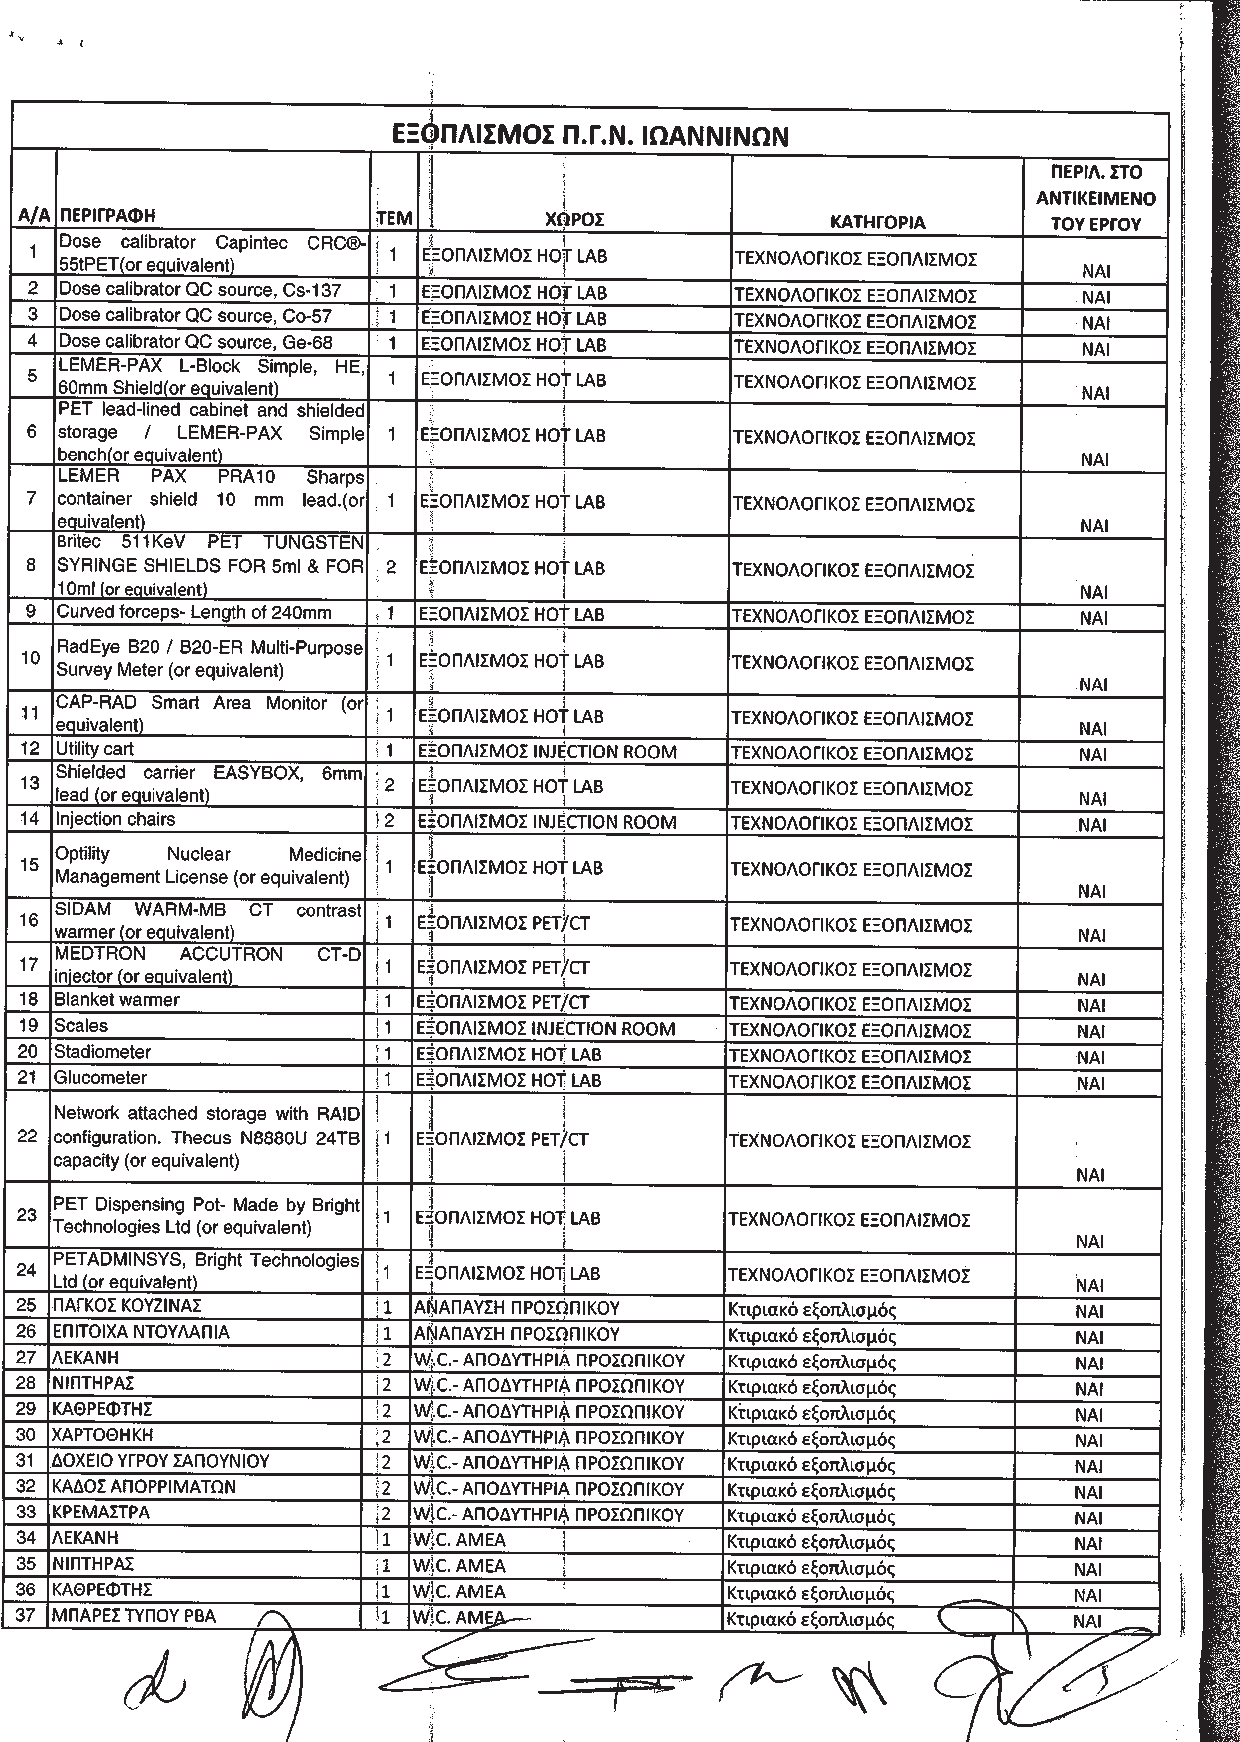 ΕΞΟΠΛΙΣΜΟΣ Π.Γ.Ν. ΙΩΑΝΝΙΝΩΝ
Α/Α ΠΕΡΙΓΡΑΦΗ ΤΕΜ ΧΩΡΟΣ ΚΑΤΗΓΟΡΙΑ ΠΕΡΙΛ. ΣΤΟ
ΑΝΤΙΚΕΙΜΕΝΟ
ΤΟΥ ΕΡΓΟΥ
1 Dose calibrator Capintec CRC®-
55tPET(or equivalent) 1 ΕΞΟΠΛΙΣΜΟΣ HOT LAB ΤΕΧΝΟΛΟΓΙΚΟΣ ΕΞΟΠΛΙΣΜΟΣ ΝΑΙ
2 Dose calibrator QC source, Cs-137 1 ΕΞΟΠΛΙΣΜΟΣ HOT LAB ΤΕΧΝΟΛΟΓΙΚΟΣ ΕΞΟΠΛΙΣΜΟΣ ΝΑΙ
3 Dose calibrator QC source, Co-57 1 ΕΞΟΠΛΙΣΜΟΣ HOT LAB ΤΕΧΝΟΛΟΓΙΚΟΣ ΕΞΟΠΛΙΣΜΟΣ ΝΑΙ
4 Dose calibrator QC source, Ge-68 1 ΕΞΟΠΛΙΣΜΟΣ HOT LAB ΤΕΧΝΟΛΟΓΙΚΟΣ ΕΞΟΠΛΙΣΜΟΣ ΝΑΙ
5 LEMER-PAX L-Block Simple, HE,
60mm Shield(or equivalent) 1 ΕΞΟΠΛΙΣΜΟΣ HOT LAB ΤΕΧΝΟΛΟΓΙΚΟΣ ΕΞΟΠΛΙΣΜΟΣ ΝΑΙ
PET lead-lined cabinet and shielded
6 storage / LEMER-PAX Simple 1 ΕΞΟΠΛΙΣΜΟΣ HOT LAB ΤΕΧΝΟΛΟΓΙΚΟΣ ΕΞΟΠΛΙΣΜΟΣ
bench(or equivalent) ΝΑΙ
LEMER PAX PRA10 Sharps
7 container shield 10 mm lead.(or 1 ΕΞΟΠΛΙΣΜΟΣ HOT LAB ΤΕΧΝΟΛΟΓΙΚΟΣ ΕΞΟΠΛΙΣΜΟΣ
equivalent) ΝΑΙ
Britec 511KeV PET TUNGSTEN
8 SYRINGE SHIELDS FOR 5ml & FOR 2 ΕΞΟΠΛΙΣΜΟΣ HOT LAB ΤΕΧΝΟΛΟΓΙΚΟΣ ΕΞΟΠΛΙΣΜΟΣ
10ml (or equivalent) ΝΑΙ
9 Curved forceps- Length of 240mm 1 ΕΞΟΠΛΙΣΜΟΣ HOT LAB ΤΕΧΝΟΛΟΓΙΚΟΣ ΕΞΟΠΛΙΣΜΟΣ ΝΑΙ
10 RadEye B20 / B20-ER Multi-Purpose
Survey Meter (or equivalent) 1 ΕΞΟΠΛΙΣΜΟΣ HOT LAB ΤΕΧΝΟΛΟΓΙΚΟΣ ΕΞΟΠΛΙΣΜΟΣ ΝΑΙ
11 CAP-RAD Smart Area Monitor (or
equivalent) 1 ΕΞΟΠΛΙΣΜΟΣ HOT LAB ΤΕΧΝΟΛΟΓΙΚΟΣ ΕΞΟΠΛΙΣΜΟΣ ΝΑΙ
12 Utility cart 1 ΕΞΟΠΛΙΣΜΟΣ INJECTION ROOM ΤΕΧΝΟΛΟΓΙΚΟΣ ΕΞΟΠΛΙΣΜΟΣ ΝΑΙ
13 Shielded carrier EASYBOX, 6mm
lead (or equivalent) 2 ΕΞΟΠΛΙΣΜΟΣ HOT LAB ΤΕΧΝΟΛΟΓΙΚΟΣ ΕΞΟΠΛΙΣΜΟΣ ΝΑΙ
14 Injection chairs 2 ΕΞΟΠΛΙΣΜΟΣ INJECTION ROOM ΤΕΧΝΟΛΟΓΙΚΟΣ ΕΞΟΠΛΙΣΜΟΣ ΝΑΙ
15 Optility Nuclear Medicine
Management License (or equivalent) 1 ΕΞΟΠΛΙΣΜΟΣ HOT LAB ΤΕΧΝΟΛΟΓΙΚΟΣ ΕΞΟΠΛΙΣΜΟΣ ΝΑΙ
16 SIDAM WARM-MB CT contrast
warmer (or equivalent) 1 ΕΞΟΠΛΙΣΜΟΣ PET/CT ΤΕΧΝΟΛΟΓΙΚΟΣ ΕΞΟΠΛΙΣΜΟΣ ΝΑΙ
17 MEDTRON ACCUTRON CT-D
injector (or equivalent) 1 ΕΞΟΠΛΙΣΜΟΣ PET/CT ΤΕΧΝΟΛΟΓΙΚΟΣ ΕΞΟΠΛΙΣΜΟΣ ΝΑΙ
18 Blanket warmer 1 ΕΞΟΠΛΙΣΜΟΣ PET/CT ΤΕΧΝΟΛΟΓΙΚΟΣ ΕΞΟΠΛΙΣΜΟΣ ΝΑΙ
19 Scales 1 ΕΞΟΠΛΙΣΜΟΣ INJECTION ROOM ΤΕΧΝΟΛΟΓΙΚΟΣ ΕΞΟΠΛΙΣΜΟΣ ΝΑΙ
20 Stadiometer 1 ΕΞΟΠΛΙΣΜΟΣ HOT LAB ΤΕΧΝΟΛΟΓΙΚΟΣ ΕΞΟΠΛΙΣΜΟΣ ΝΑΙ
21 Glucometer 1 ΕΞΟΠΛΙΣΜΟΣ HOT LAB ΤΕΧΝΟΛΟΓΙΚΟΣ ΕΞΟΠΛΙΣΜΟΣ ΝΑΙ
Network attached storage with RAID
22 configuration. Thecus N8880U 24TB 1 ΕΞΟΠΛΙΣΜΟΣ PET/CT ΤΕΧΝΟΛΟΓΙΚΟΣ ΕΞΟΠΛΙΣΜΟΣ
capacity (or equivalent) ΝΑΙ
23 PET Dispensing Pot- Made by Bright
Technologies Ltd (or equivalent) 1 ΕΞΟΠΛΙΣΜΟΣ HOT LAB ΤΕΧΝΟΛΟΓΙΚΟΣ ΕΞΟΠΛΙΣΜΟΣ ΝΑΙ
24 PETADMINSYS, Bright Technologies
Ltd (or equivalent) 1 ΕΞΟΠΛΙΣΜΟΣ HOT LAB ΤΕΧΝΟΛΟΓΙΚΟΣ ΕΞΟΠΛΙΣΜΟΣ ΝΑΙ
25 ΠΑΓΚΟΣ ΚΟΥΖΙΝΑΣ 1 ΑΝΑΠΑΥΣΗ ΠΡΟΣΩΠΙΚΟΥ Κτιριακό εξοπλισμός ΝΑΙ
26 ΕΠΙΤΟΙΧΑ ΝΤΟΥΛΑΠΙΑ 1 ΑΝΑΠΑΥΣΗ ΠΡΟΣΩΠΙΚΟΥ Κτιριακό εξοπλισμός ΝΑΙ
27 ΛΕΚΑΝΗ 2 W.C.- ΑΠΟΔΥΤΗΡΙΑ ΠΡΟΣΩΠΙΚΟΥ Κτιριακό εξοπλισμός ΝΑΙ
28 ΝΙΠΤΗΡΑΣ 2 W.C.- ΑΠΟΔΥΤΗΡΙΑ ΠΡΟΣΩΠΙΚΟΥ Κτιριακό εξοπλισμός ΝΑΙ
29 ΚΑΘΡΕΦΤΗΣ 2 W.C.- ΑΠΟΔΥΤΗΡΙΑ ΠΡΟΣΩΠΙΚΟΥ Κτιριακό εξοπλισμός ΝΑΙ
30 ΧΑΡΤΟΘΗΚΗ 2 W.C.- ΑΠΟΔΥΤΗΡΙΑ ΠΡΟΣΩΠΙΚΟΥ Κτιριακό εξοπλισμός ΝΑΙ
31 ΔΟΧΕΙΟ ΥΓΡΟΥ ΣΑΠΟΥΝΙΟΥ 2 W.C.- ΑΠΟΔΥΤΗΡΙΑ ΠΡΟΣΩΠΙΚΟΥ Κτιριακό εξοπλισμός ΝΑΙ
32 ΚΑΔΟΣ ΑΠΟΡΡΙΜΑΤΩΝ 2 W.C.- ΑΠΟΔΥΤΗΡΙΑ ΠΡΟΣΩΠΙΚΟΥ Κτιριακό εξοπλισμός ΝΑΙ
33 ΚΡΕΜΑΣΤΡΑ 2 W.C.- ΑΠΟΔΥΤΗΡΙΑ ΠΡΟΣΩΠΙΚΟΥ Κτιριακό εξοπλισμός ΝΑΙ
34 ΛΕΚΑΝΗ 1 W.C. ΑΜΕΑ Κτιριακό εξοπλισμός ΝΑΙ
35 ΝΙΠΤΗΡΑΣ 1 W.C. ΑΜΕΑ Κτιριακό εξοπλισμός ΝΑΙ
36 ΚΑΘΡΕΦΤΗΣ 1 W.C. ΑΜΕΑ Κτιριακό εξοπλισμός ΝΑΙ
37 ΜΠΑΡΕΣ ΤΥΠΟΥ PBA 1 W.C. ΑΜΕΑ Κτιριακό εξοπλισμός ΝΑΙ